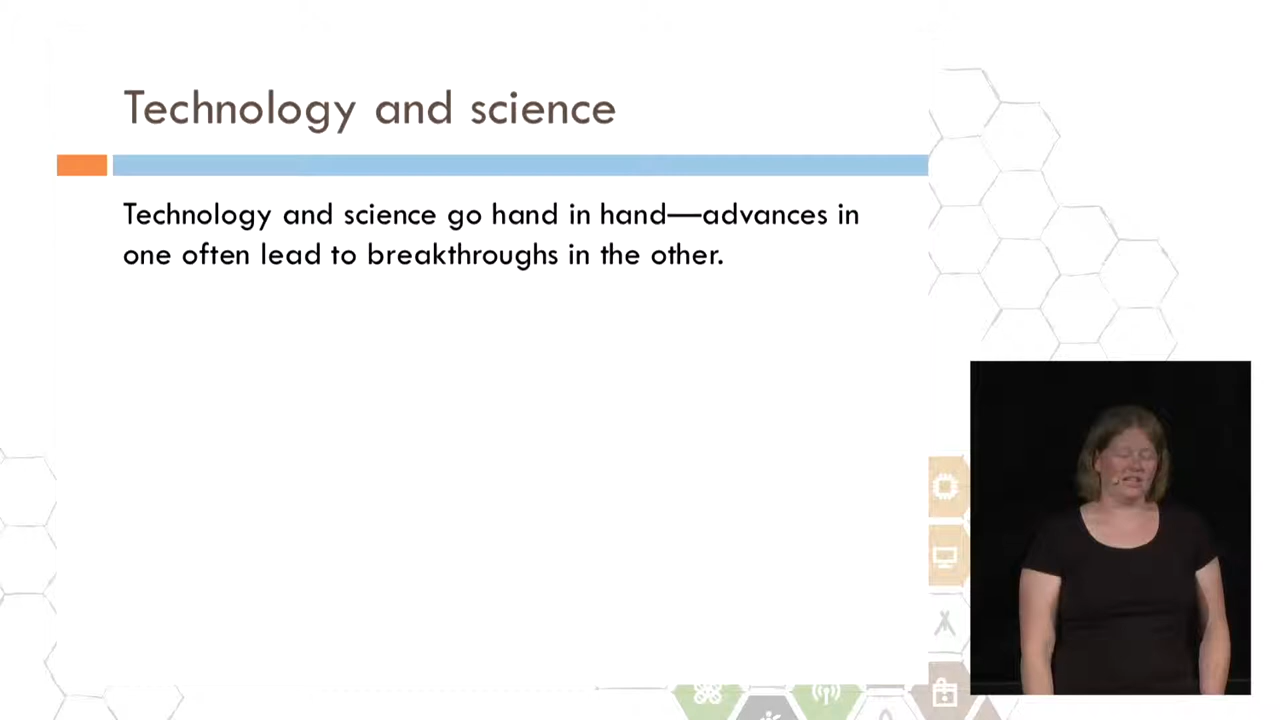 Technology and science
Technology and science go hand in hand—advances in
one often lead to breakthroughs in the other.